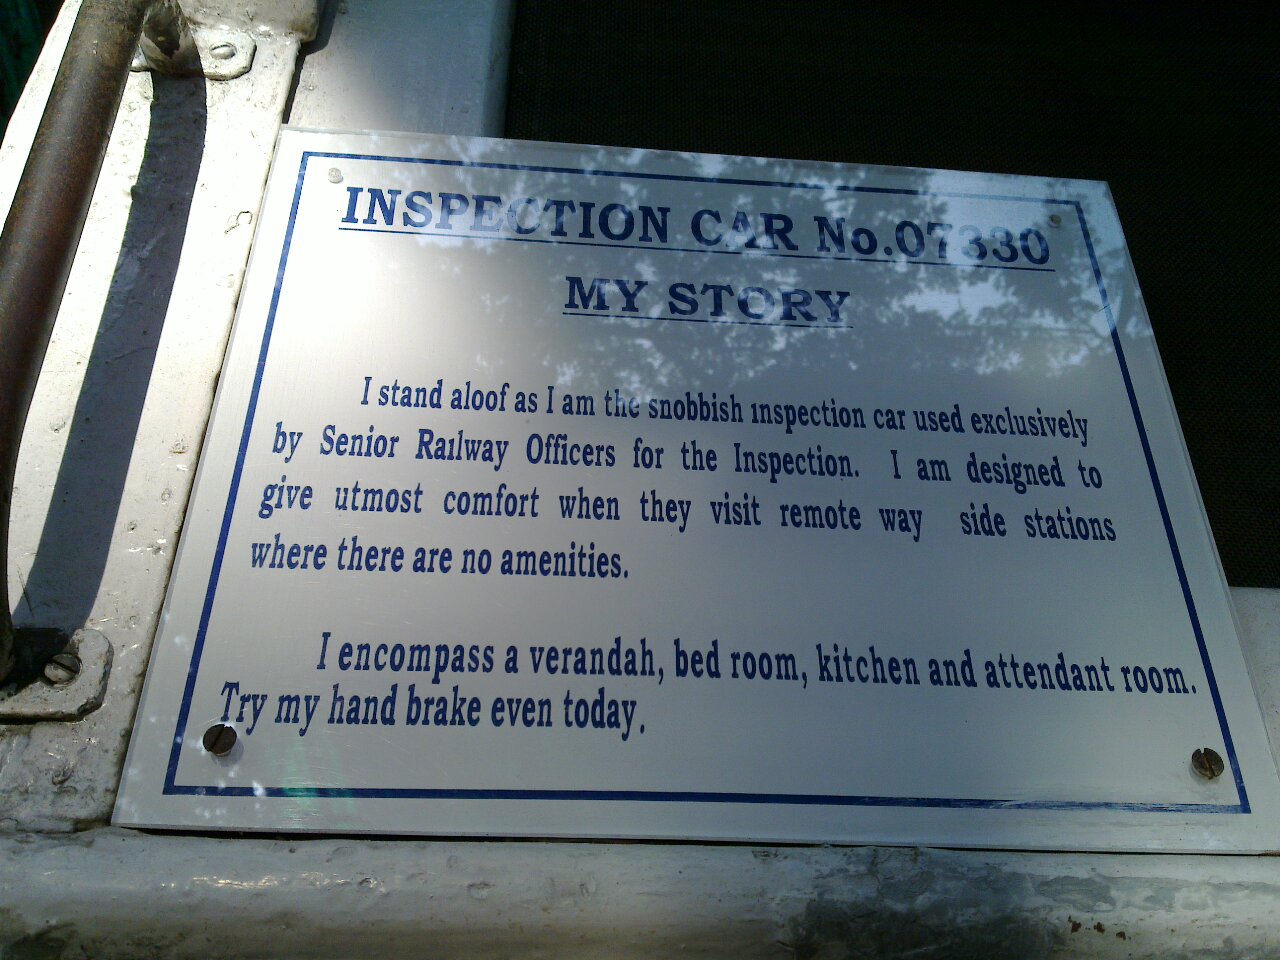 INSPECTION CAR No.07330
MY STORY
I stand aloof as I am the snobbish inspection car used exclusively
by Senior Railway Officers for the Inspection. I am designed to
give utmost comfort when they visit remote way side stations
where there are no amenities.
I encompass a verandah, bed room, kitchen and attendant room.
Try my hand brake even today.